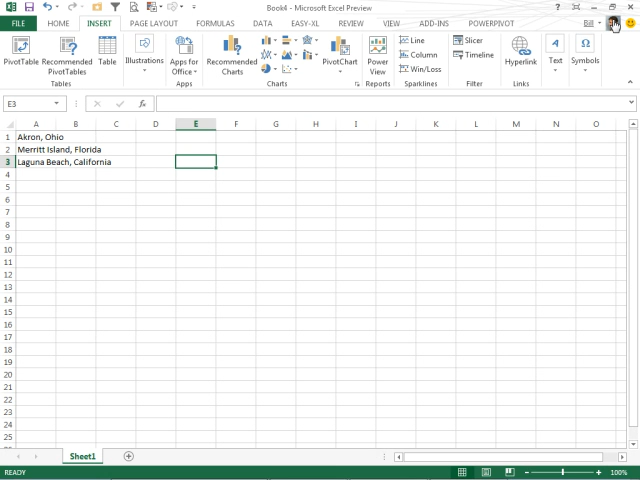 Book4 - Microsoft Excel Preview
FILE HOME INSERT PAGE LAYOUT FORMULAS DATA EASY-XL REVIEW VIEW ADD-INS POWERPIVOT Bill
PivotTable Recommended PivotTables Table Illustrations Apps for Office Recommended Charts PivotChart Power View Line Column Win/Loss Slicer Timeline Hyperlink Text Symbols
Tables Apps Charts Reports Sparklines Filter Links
E3 fx
A B C D E F G H I J K L M N O
1 Akron, Ohio
2 Merritt Island, Florida
3 Laguna Beach, California
4
5
6
7
8
9
10
11
12
13
14
15
16
17
18
19
20
21
22
23
24
25
Sheet1
READY 100%